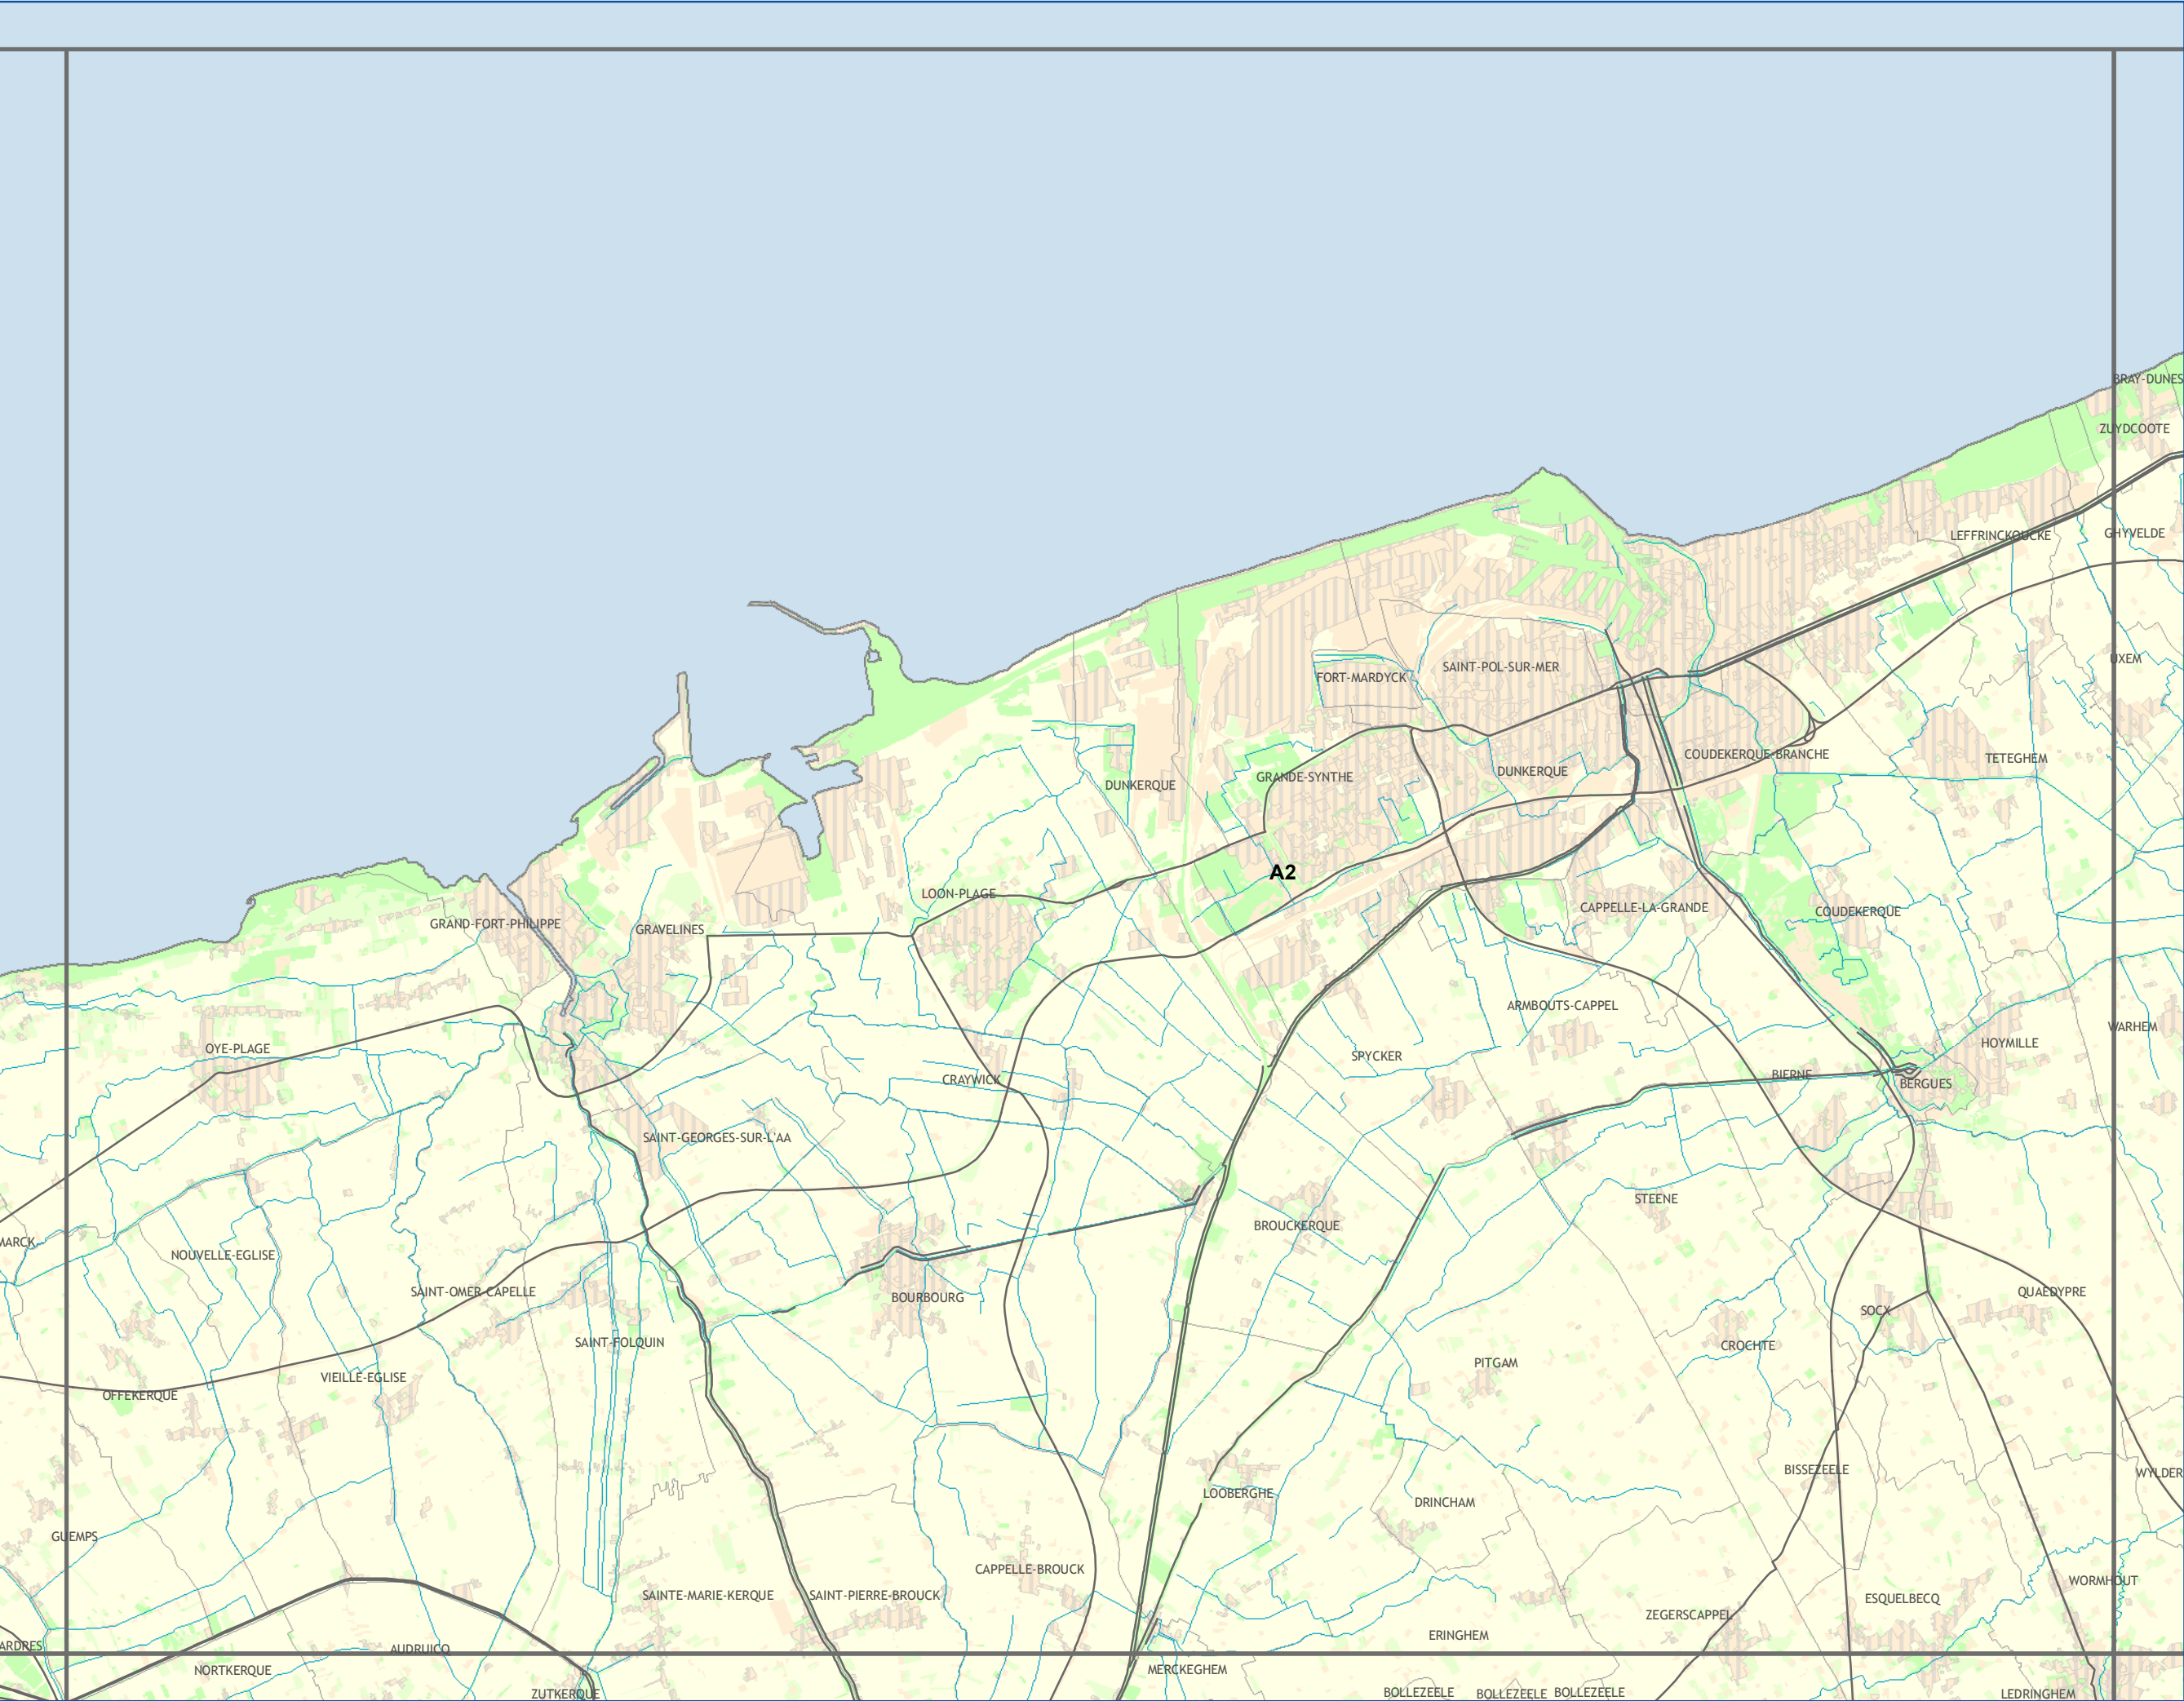 BRAY-DUNES
ZUYDCOOTE
LEFFRINCKOUCKE
GHYVELDE
UXEM
SAINT-POL-SUR-MER
FORT-MARDYCK
COUDEKERQUE-BRANCHE
TETEGHEM
DUNKERQUE
GRANDE-SYNTHE
DUNKERQUE
A2
LOON-PLAGE
CAPPELLE-LA-GRANDE
COUDEKERQUE
GRAND-FORT-PHILIPPE
GRAVELINES
ARMBOUTS-CAPPEL
WARHEM
HOYMILLE
OYE-PLAGE
SPYCKER
CRAYWICK
BIERNE
BERGUES
SAINT-GEORGES-SUR-L'AA
STEENE
BROUCKERQUE
MARCK
NOUVELLE-EGLISE
SAINT-OMER-CAPELLE
BOURBOURG
QUAEDYPRE
SOCX
SAINT-FOLQUIN
CROCHTE
PITGAM
VIEILLE-EGLISE
OFFEKERQUE
BISSEZEELE
WYLDER
LOOBERGHE
DRINCHAM
GUEMPS
CAPPELLE-BROUCK
WORMHOUT
SAINTE-MARIE-KERQUE
SAINT-PIERRE-BROUCK
ESQUELBECQ
ZEGERSCAPPEL
ERINGHEM
ARDRES
AUDRUICQ
NORTKERQUE
MERCKEGHEM
ZUTKERQUE
BOLLEZEELE
BOLLEZEELE
BOLLEZEELE
LEDRINGHEM